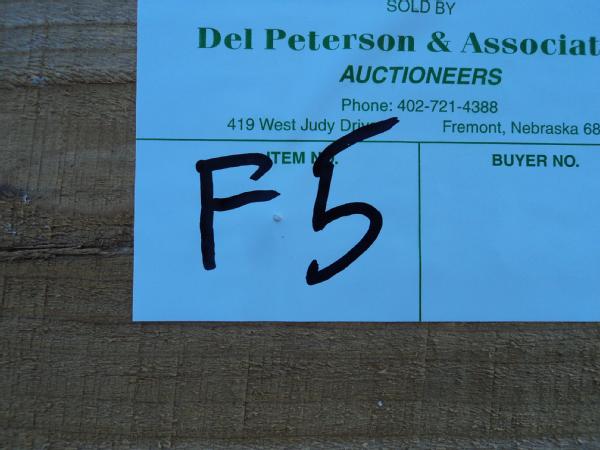 SOLD BY
Del Peterson & Associat
AUCTIONEERS
Phone: 402-721-4388
419 West Judy Drive Fremont, Nebraska 68
ITEM NO. BUYER NO.
F5